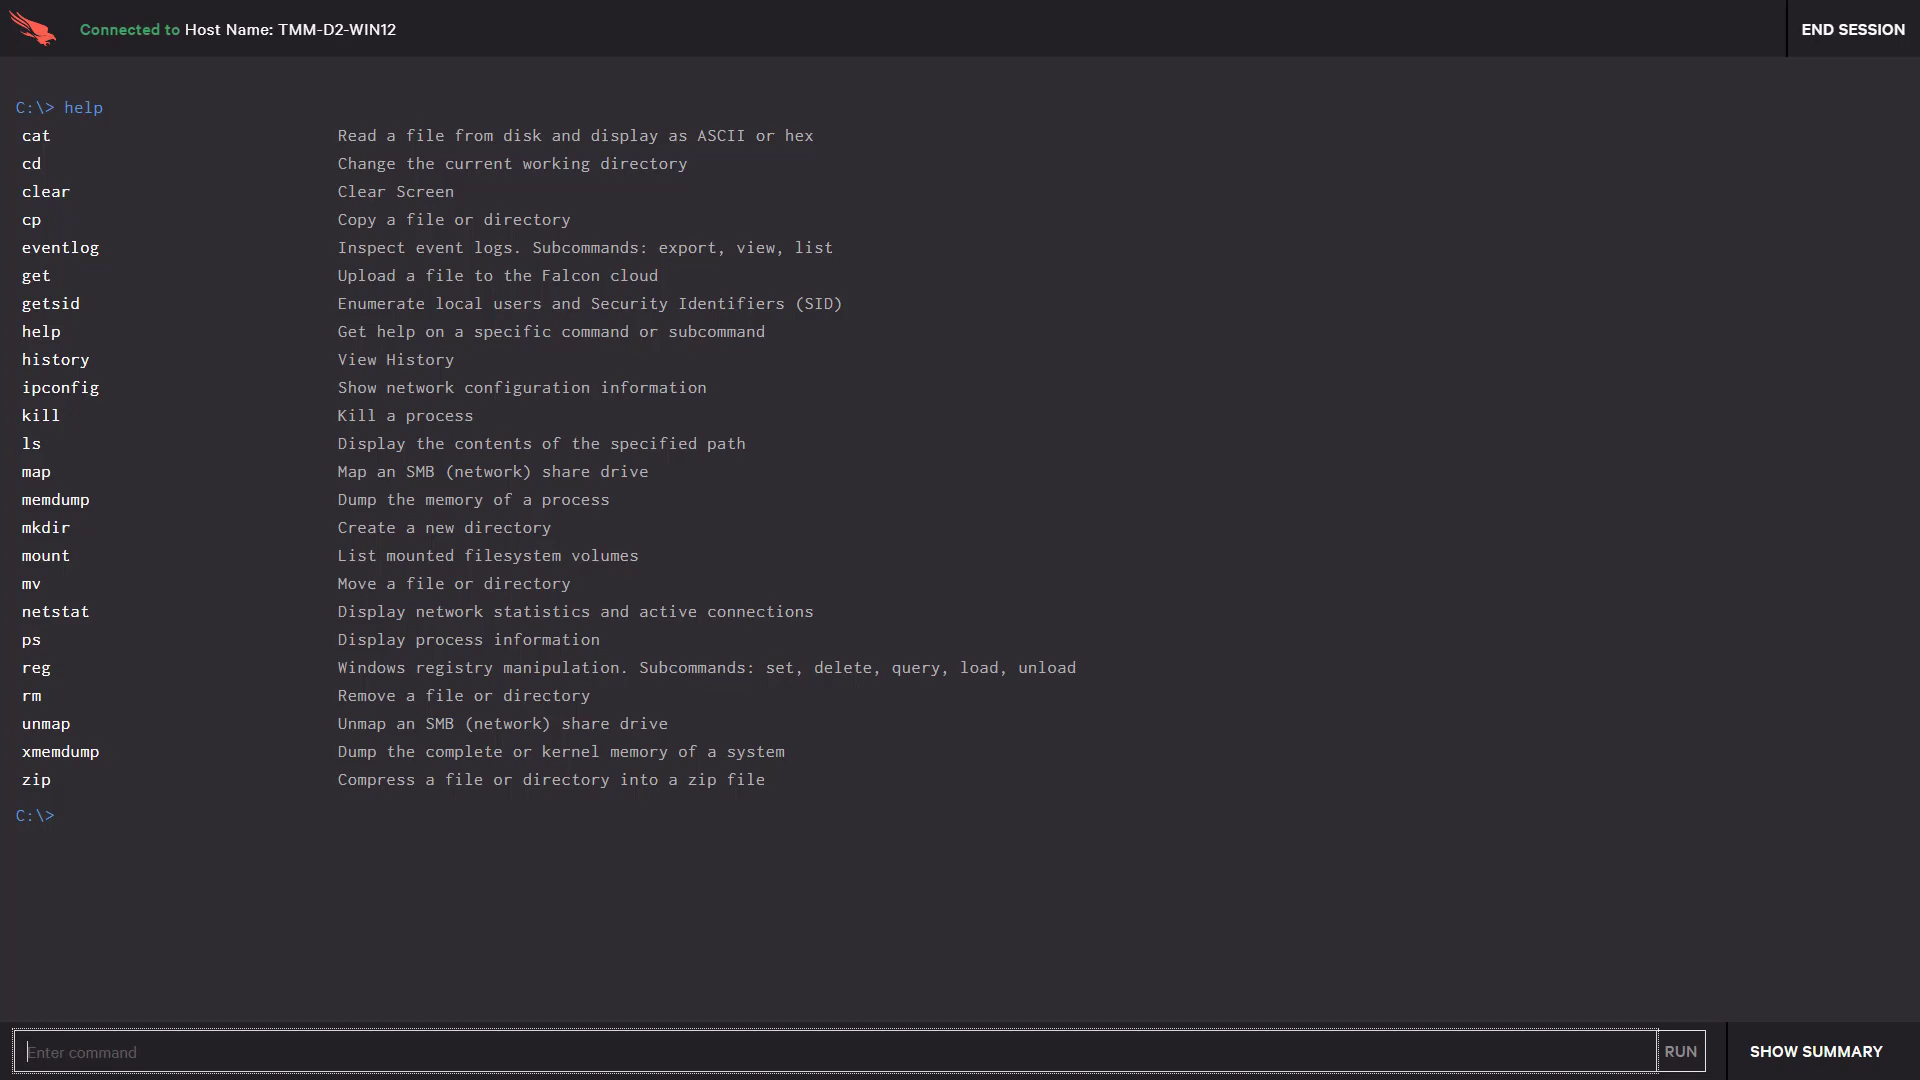 Connected to Host Name: TMM-D2-WIN12
END SESSION
C:\> help
cat Read a file from disk and display as ASCII or hex
cd Change the current working directory
clear Clear Screen
cp Copy a file or directory
eventlog Inspect event logs. Subcommands: export, view, list
get Upload a file to the Falcon cloud
getsid Enumerate local users and Security Identifiers (SID)
help Get help on a specific command or subcommand
history View History
ipconfig Show network configuration information
kill Kill a process
ls Display the contents of the specified path
map Map an SMB (network) share drive
memdump Dump the memory of a process
mkdir Create a new directory
mount List mounted filesystem volumes
mv Move a file or directory
netstat Display network statistics and active connections
ps Display process information
reg Windows registry manipulation. Subcommands: set, delete, query, load, unload
rm Remove a file or directory
unmap Unmap an SMB (network) share drive
xmemdump Dump the complete or kernel memory of a system
zip Compress a file or directory into a zip file
C:\>
Enter command
RUN
SHOW SUMMARY